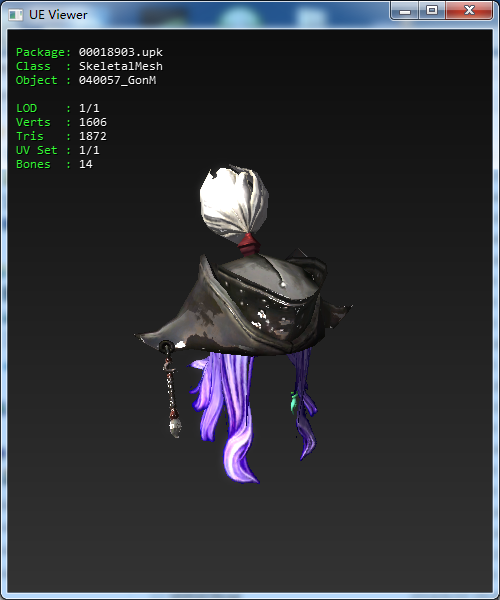 UE Viewer
Package: 00018903.upk
Class : SkeletalMesh
Object : 040057_GonM
LOD : 1/1
Verts : 1606
Tris : 1872
UV Set : 1/1
Bones : 14